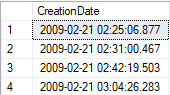 CreationDate
1 2009-02-21 02:25:06.877
2 2009-02-21 02:31:00.467
3 2009-02-21 02:42:19.503
4 2009-02-21 03:04:26.283